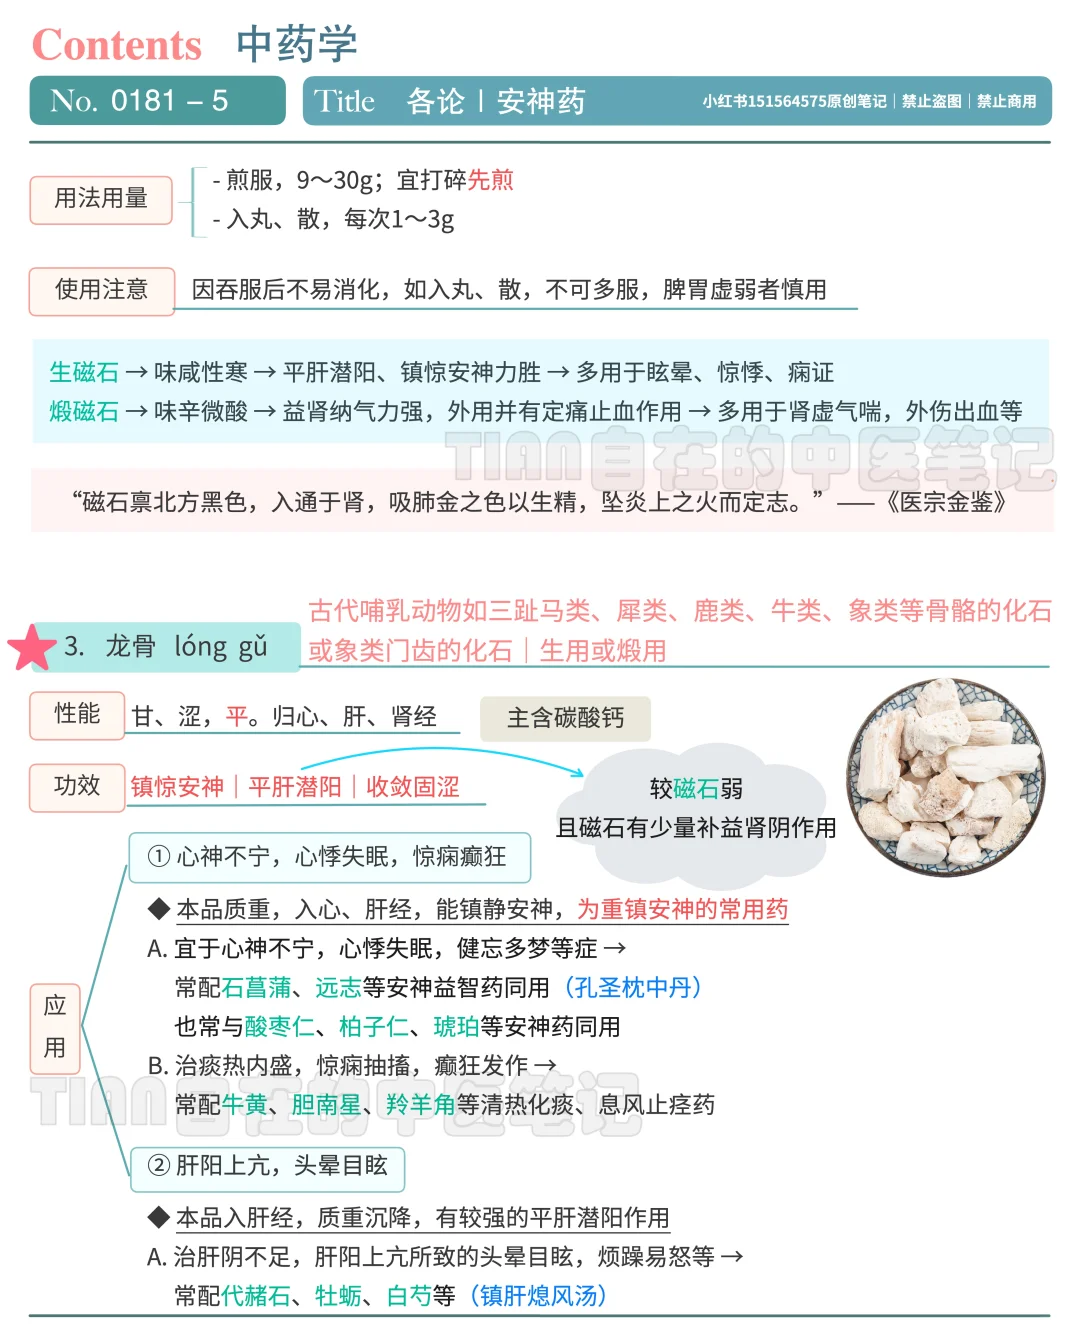 Contents 中药学
No. 0181 – 5
Title 各论丨安神药 小红书151564575原创笔记｜禁止盗图｜禁止商用
用法用量
- 煎服，9～30g；宜打碎先煎
- 入丸、散，每次1～3g
使用注意 因吞服后不易消化，如入丸、散，不可多服，脾胃虚弱者慎用
生磁石 → 味咸性寒 → 平肝潜阳、镇惊安神力胜 → 多用于眩晕、惊悸、痫证
煅磁石 → 味辛微酸 → 益肾纳气力强，外用并有定痛止血作用 → 多用于肾虚气喘，外伤出血等
TIAN自在的中医笔记
“磁石禀北方黑色，入通于肾，吸肺金之色以生精，坠炎上之火而定志。”——《医宗金鉴》
古代哺乳动物如三趾马类、犀类、鹿类、牛类、象类等骨骼的化石
或象类门齿的化石｜生用或煅用
3. 龙骨 lóng gǔ
性能 甘、涩，平。归心、肝、肾经 主含碳酸钙
功效 镇惊安神｜平肝潜阳｜收敛固涩
较磁石弱
且磁石有少量补益肾阴作用
应用
① 心神不宁，心悸失眠，惊痫癫狂
◆ 本品质重，入心、肝经，能镇静安神，为重镇安神的常用药
A. 宜于心神不宁，心悸失眠，健忘多梦等症 →
常配石菖蒲、远志等安神益智药同用（孔圣枕中丹）
也常与酸枣仁、柏子仁、琥珀等安神药同用
B. 治痰热内盛，惊痫抽搐，癫狂发作 →
TIAN自在的中医笔记
常配牛黄、胆南星、羚羊角等清热化痰、息风止痉药
② 肝阳上亢，头晕目眩
◆ 本品入肝经，质重沉降，有较强的平肝潜阳作用
A. 治肝阴不足，肝阳上亢所致的头晕目眩，烦躁易怒等 →
常配代赭石、牡蛎、白芍等（镇肝熄风汤）